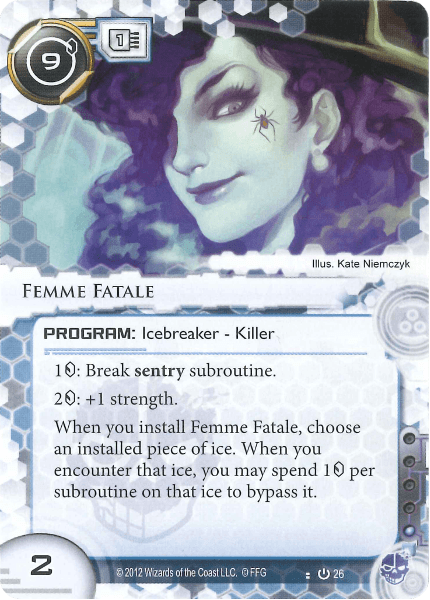 9
1
Illus. Kate Niemczyk
FEMME FATALE
PROGRAM: Icebreaker - Killer
1: Break sentry subroutine.
2: +1 strength.
When you install Femme Fatale, choose
an installed piece of ice. When you
encounter that ice, you may spend 1 per
subroutine on that ice to bypass it.
2
© 2012 Wizards of the Coast LLC. © FFG
26